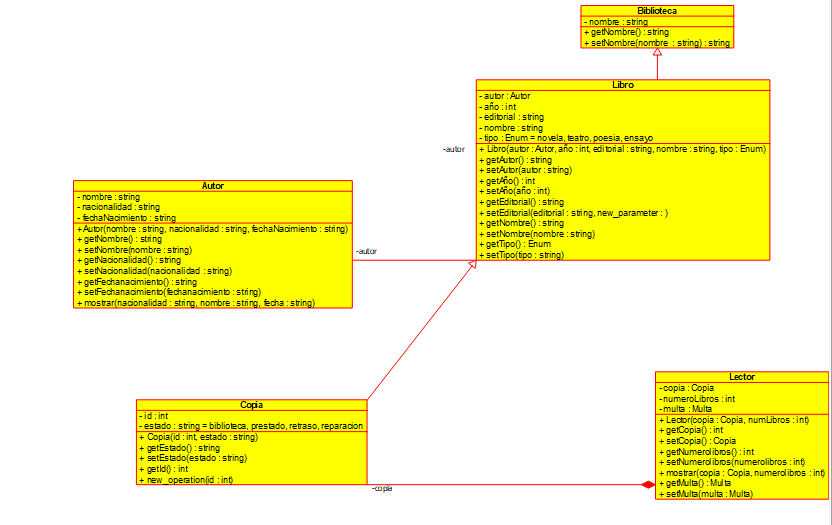 Biblioteca
- nombre : string
+ getNombre() : string
+ setNombre(nombre : string) : string
Libro
- autor : Autor
- año : int
- editorial : string
- nombre : string
- tipo : Enum = novela, teatro, poesia, ensayo
+ Libro(autor : Autor, año : int, editorial : string, nombre : string, tipo : Enum)
+ getAutor() : string
+ setAutor(autor : string)
+ getAño() : int
+ setAño(año : int)
+ getEditorial() : string
+ setEditorial(editorial : string, new_parameter : )
+ getNombre() : string
+ setNombre(nombre : string)
+ getTipo() : Enum
+ setTipo(tipo : string)
-autor
Autor
- nombre : string
- nacionalidad : string
- fechaNacimiento : string
+Autor(nombre : string, nacionalidad : string, fechaNacimiento : string)
+ getNombre() : string
+ setNombre(nombre : string)
+ getNacionalidad() : string
+ setNacionalidad(nacionalidad : string)
+ getFechanacimiento() : string
+ setFechanacimiento(fechanacimiento : string)
+ mostrar(nacionalidad : string, nombre : string, fecha : string)
-autor
Copia
- id : int
- estado : string = biblioteca, prestado, retraso, reparacion
+ Copia(id : int, estado : string)
+ getEstado() : string
+ setEstado(estado : string)
+ getId() : int
+ new_operation(id : int)
-copia
Lector
- copia : Copia
- numeroLibros : int
- multa : Multa
+ Lector(copia : Copia, numLibros : int)
+ getCopia() : int
+ setCopia() : Copia
+ getNumerolibros() : int
+ setNumerolibros(numerolibros : int)
+ mostrar(copia : Copia, numerolibros : int)
+ getMulta() : Multa
+ setMulta(multa : Multa)